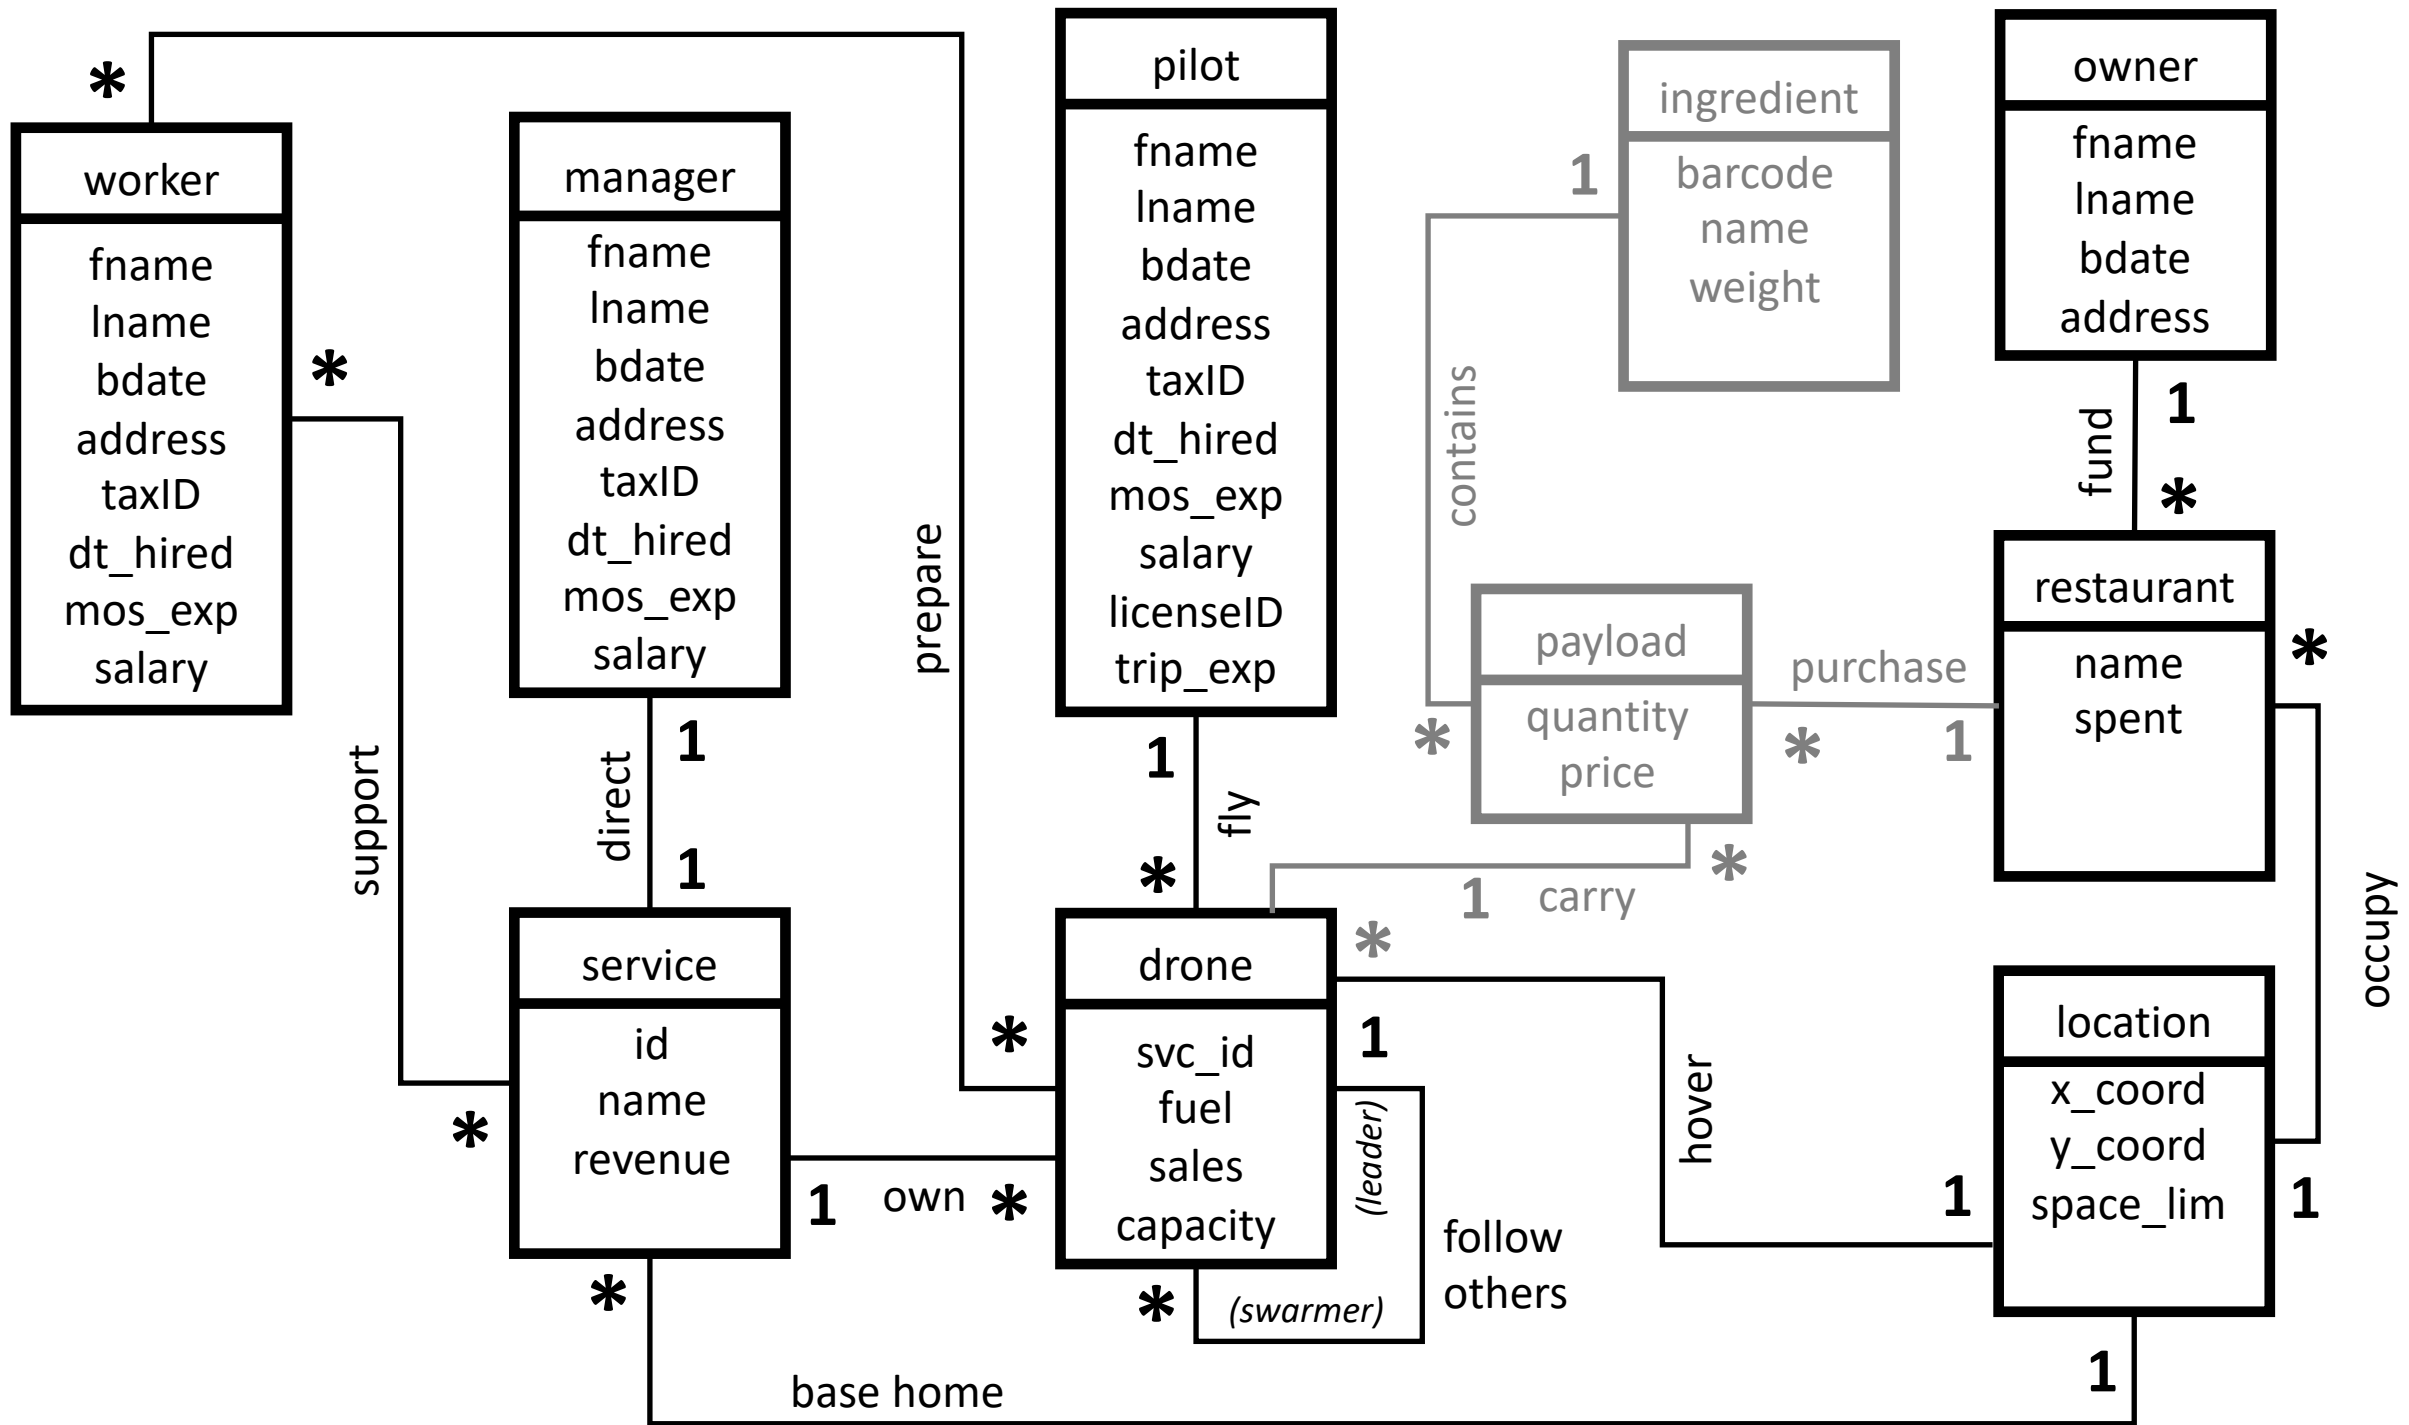 *
worker
fname
lname
bdate
address
taxID
dt_hired
mos_exp
salary
*
support
*
manager
fname
lname
bdate
address
taxID
dt_hired
mos_exp
salary
1
direct
1
service
id
name
revenue
1
own
*
*
base home
1
prepare
*
pilot
fname
lname
bdate
address
taxID
dt_hired
mos_exp
salary
licenseID
trip_exp
1
fly
*
drone
svc_id
fuel
sales
capacity
*
1
(leader)
*
(swarmer)
follow
others
hover
1
ingredient
barcode
name
weight
1
contains
*
payload
quantity
price
purchase
*
1
*
1
carry
owner
fname
lname
bdate
address
1
fund
*
restaurant
name
spent
*
occupy
1
location
x_coord
y_coord
space_lim